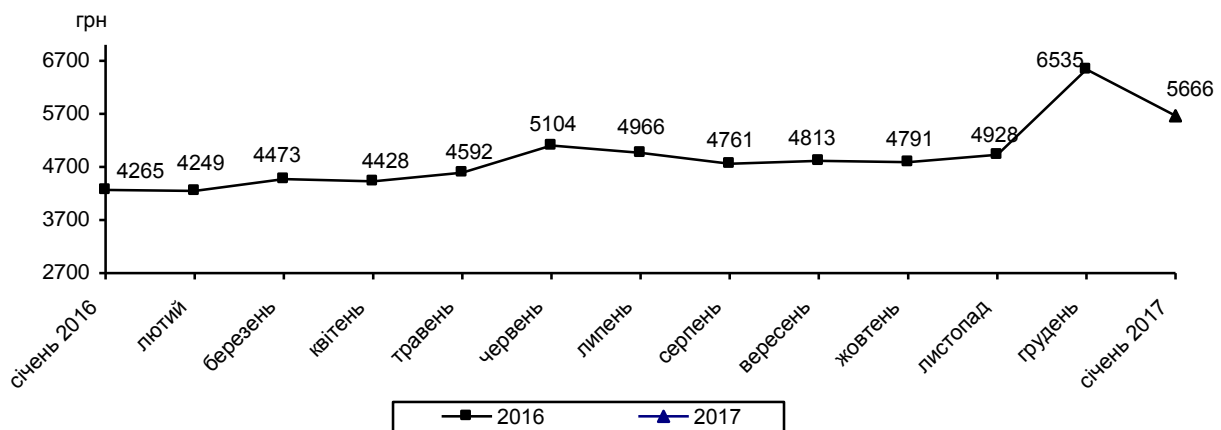 грн
6700
5700
4700
3700
2700
4265 4249 4473 4428 4592 5104 4966 4761 4813 4791 4928 6535 5666
січень 2016
лютий
березень
квітень
травень
червень
липень
серпень
вересень
жовтень
листопад
грудень
січень 2017
2016 2017